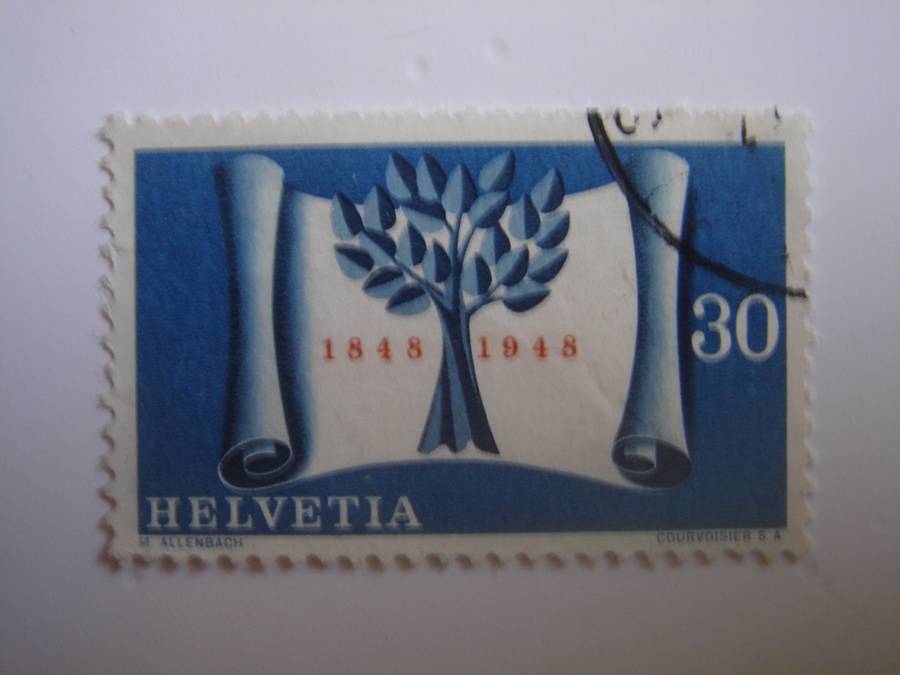 1848 1948
30
HELVETIA
M. ALLENBACH
COURVOISIER S.A